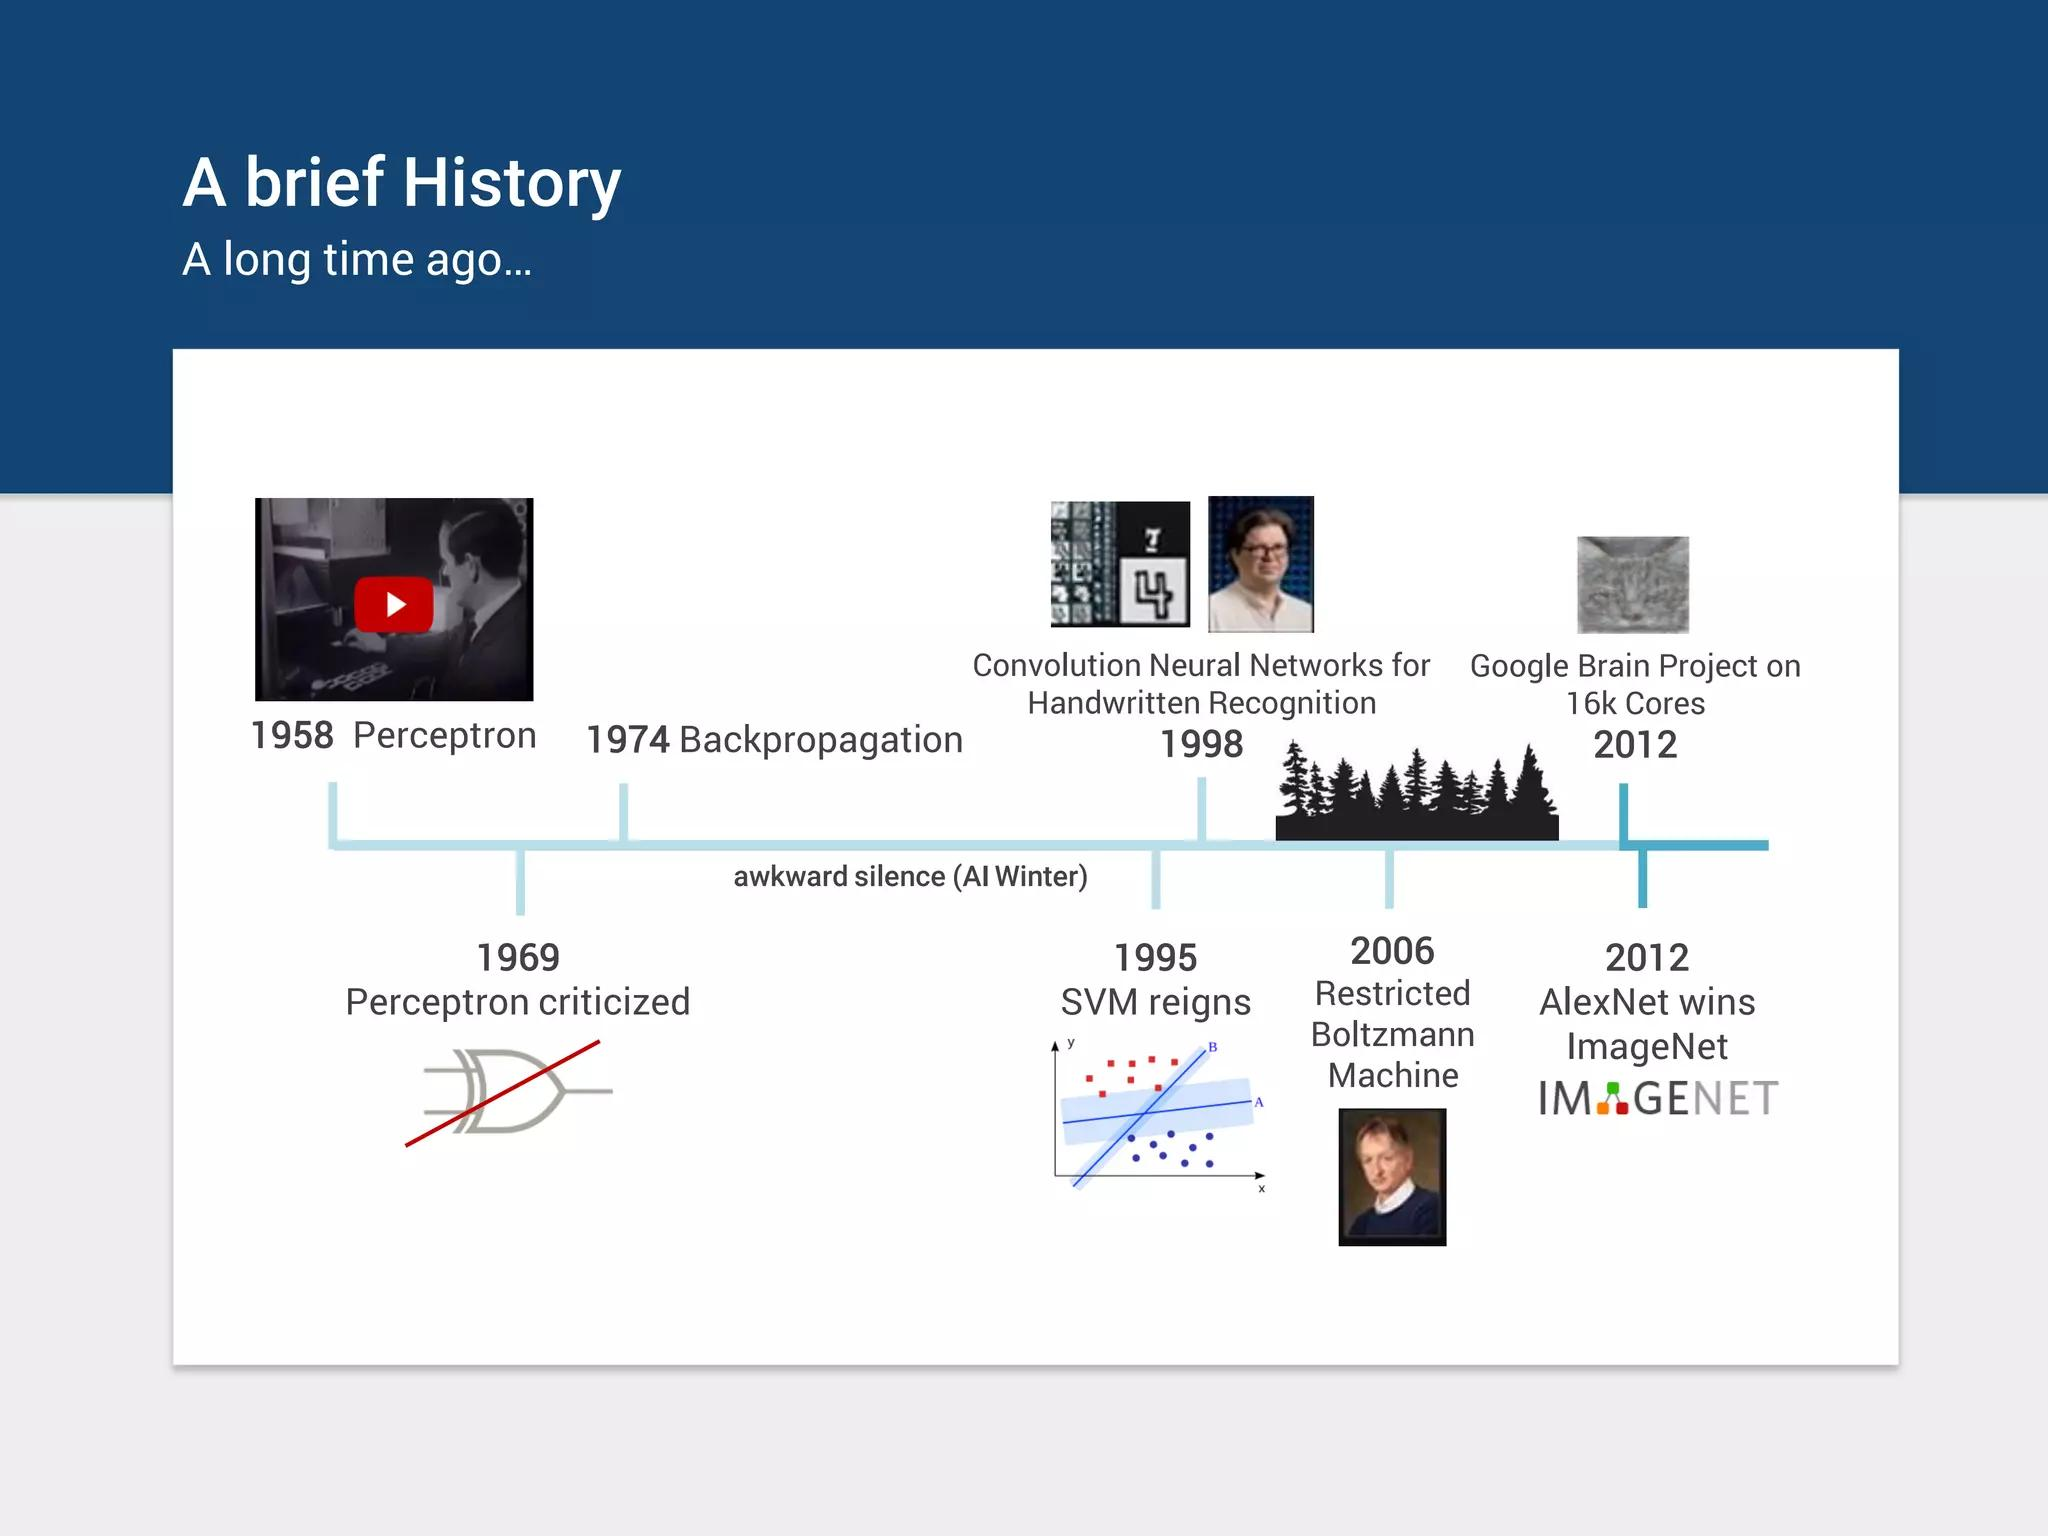 A brief History
A long time ago…
1958 Perceptron
1974 Backpropagation
7
4
Convolution Neural Networks for
Handwritten Recognition
1998
Google Brain Project on
16k Cores
2012
awkward silence (AI Winter)
1969
Perceptron criticized
1995
SVM reigns
y
B
A
x
2006
Restricted
Boltzmann
Machine
2012
AlexNet wins
ImageNet
IMAGENET